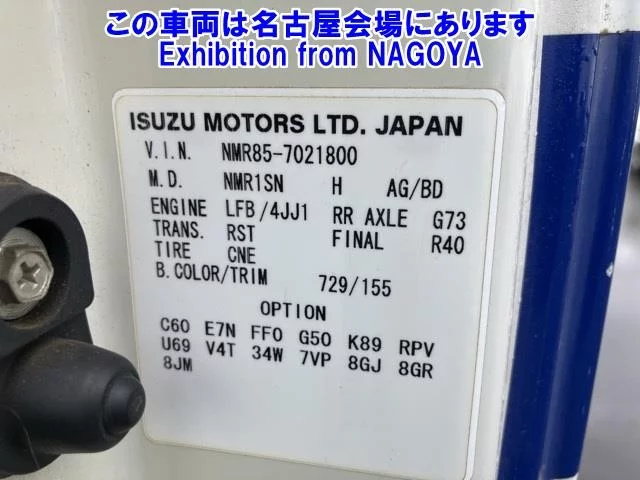 この車両は名古屋会場にあります
Exhibition from NAGOYA
ISUZU MOTORS LTD. JAPAN
V.I.N. NMR85-7021800
M.D. NMR1SN H AG/BD
ENGINE LFB/4JJ1 RR AXLE G73
TRANS. RST FINAL R40
TIRE CNE
B.COLOR/TRIM 729/155
OPTION
C60 E7N FF0 G50 K89 RPV
U69 V4T 34W 7VP 8GJ 8GR
8JM